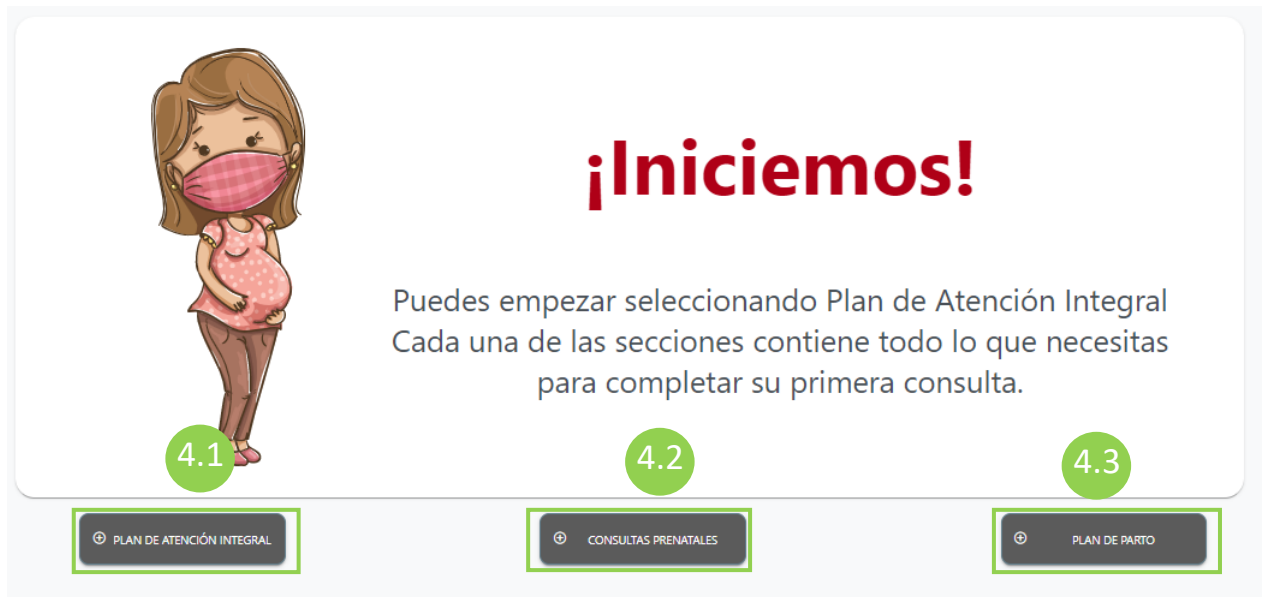 ¡Iniciemos!
Puedes empezar seleccionando Plan de Atención Integral
Cada una de las secciones contiene todo lo que necesitas
para completar su primera consulta.
4.1
4.2
4.3
PLAN DE ATENCIÓN INTEGRAL
CONSULTAS PRENATALES
PLAN DE PARTO